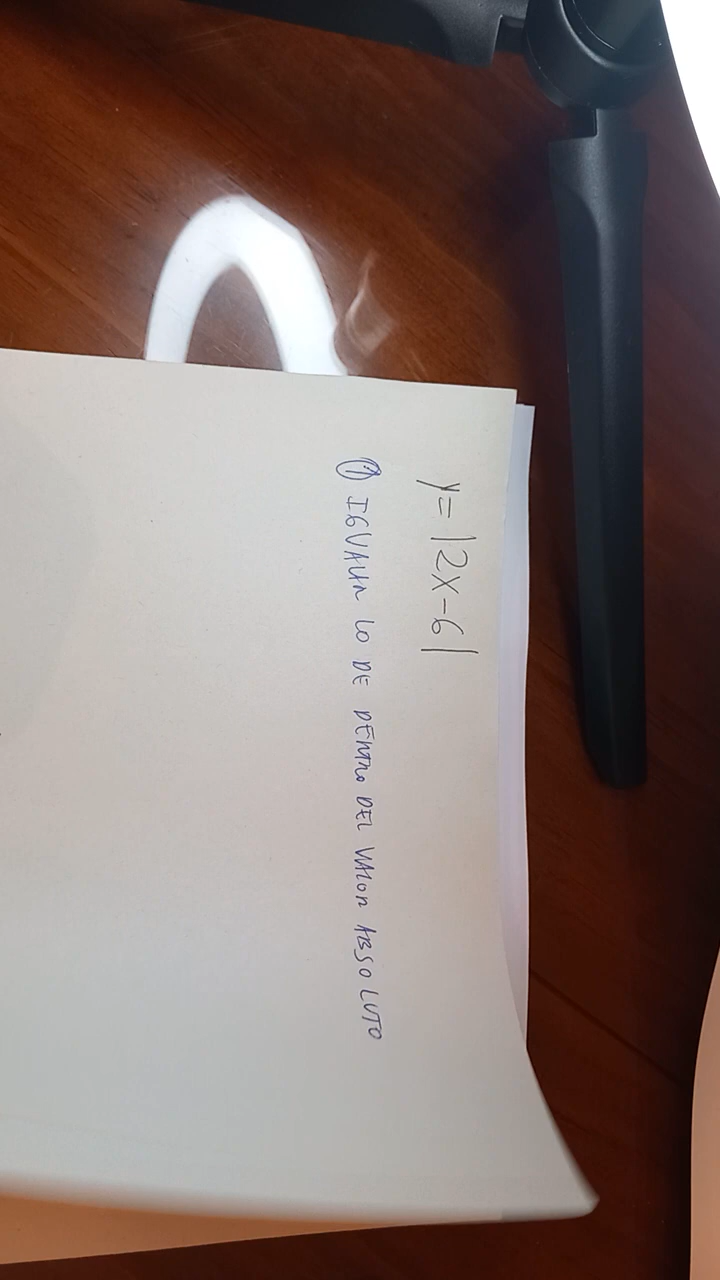 y = |2x-6|
① IGUALAR LO DE DENTRO DEL VALOR ABSOLUTO